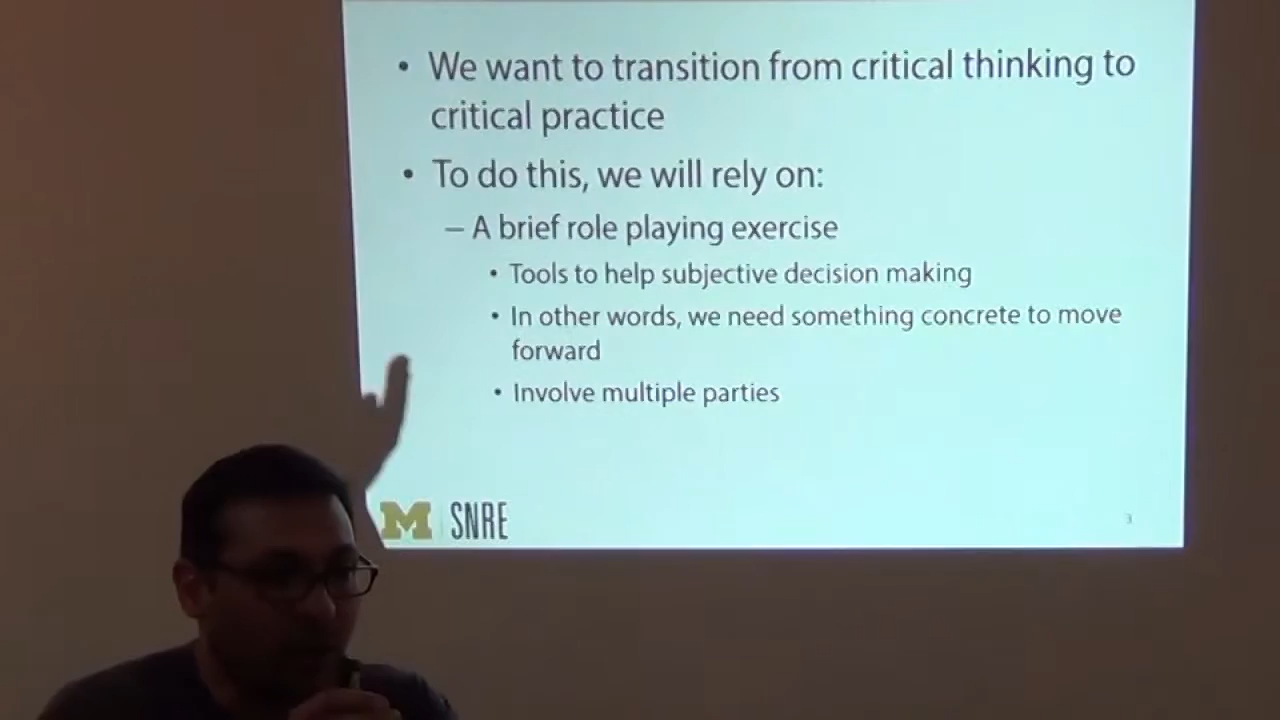 • We want to transition from critical thinking to
critical practice
• To do this, we will rely on:
– A brief role playing exercise
• Tools to help subjective decision making
• In other words, we need something concrete to move
forward
• Involve multiple parties
M SNRE
3